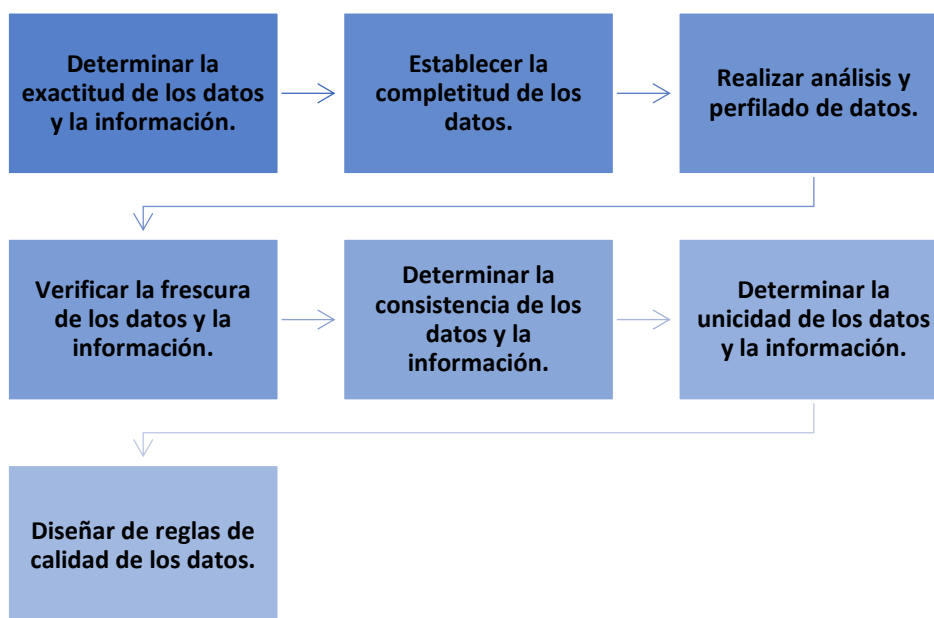 Determinar la
exactitud de los datos
y la información.
Establecer la
completitud de los
datos.
Realizar análisis y
perfilado de datos.
Verificar la frescura
de los datos y la
información.
Determinar la
consistencia de los
datos y la
información.
Determinar la
unicidad de los datos
y la información.
Diseñar de reglas de
calidad de los datos.